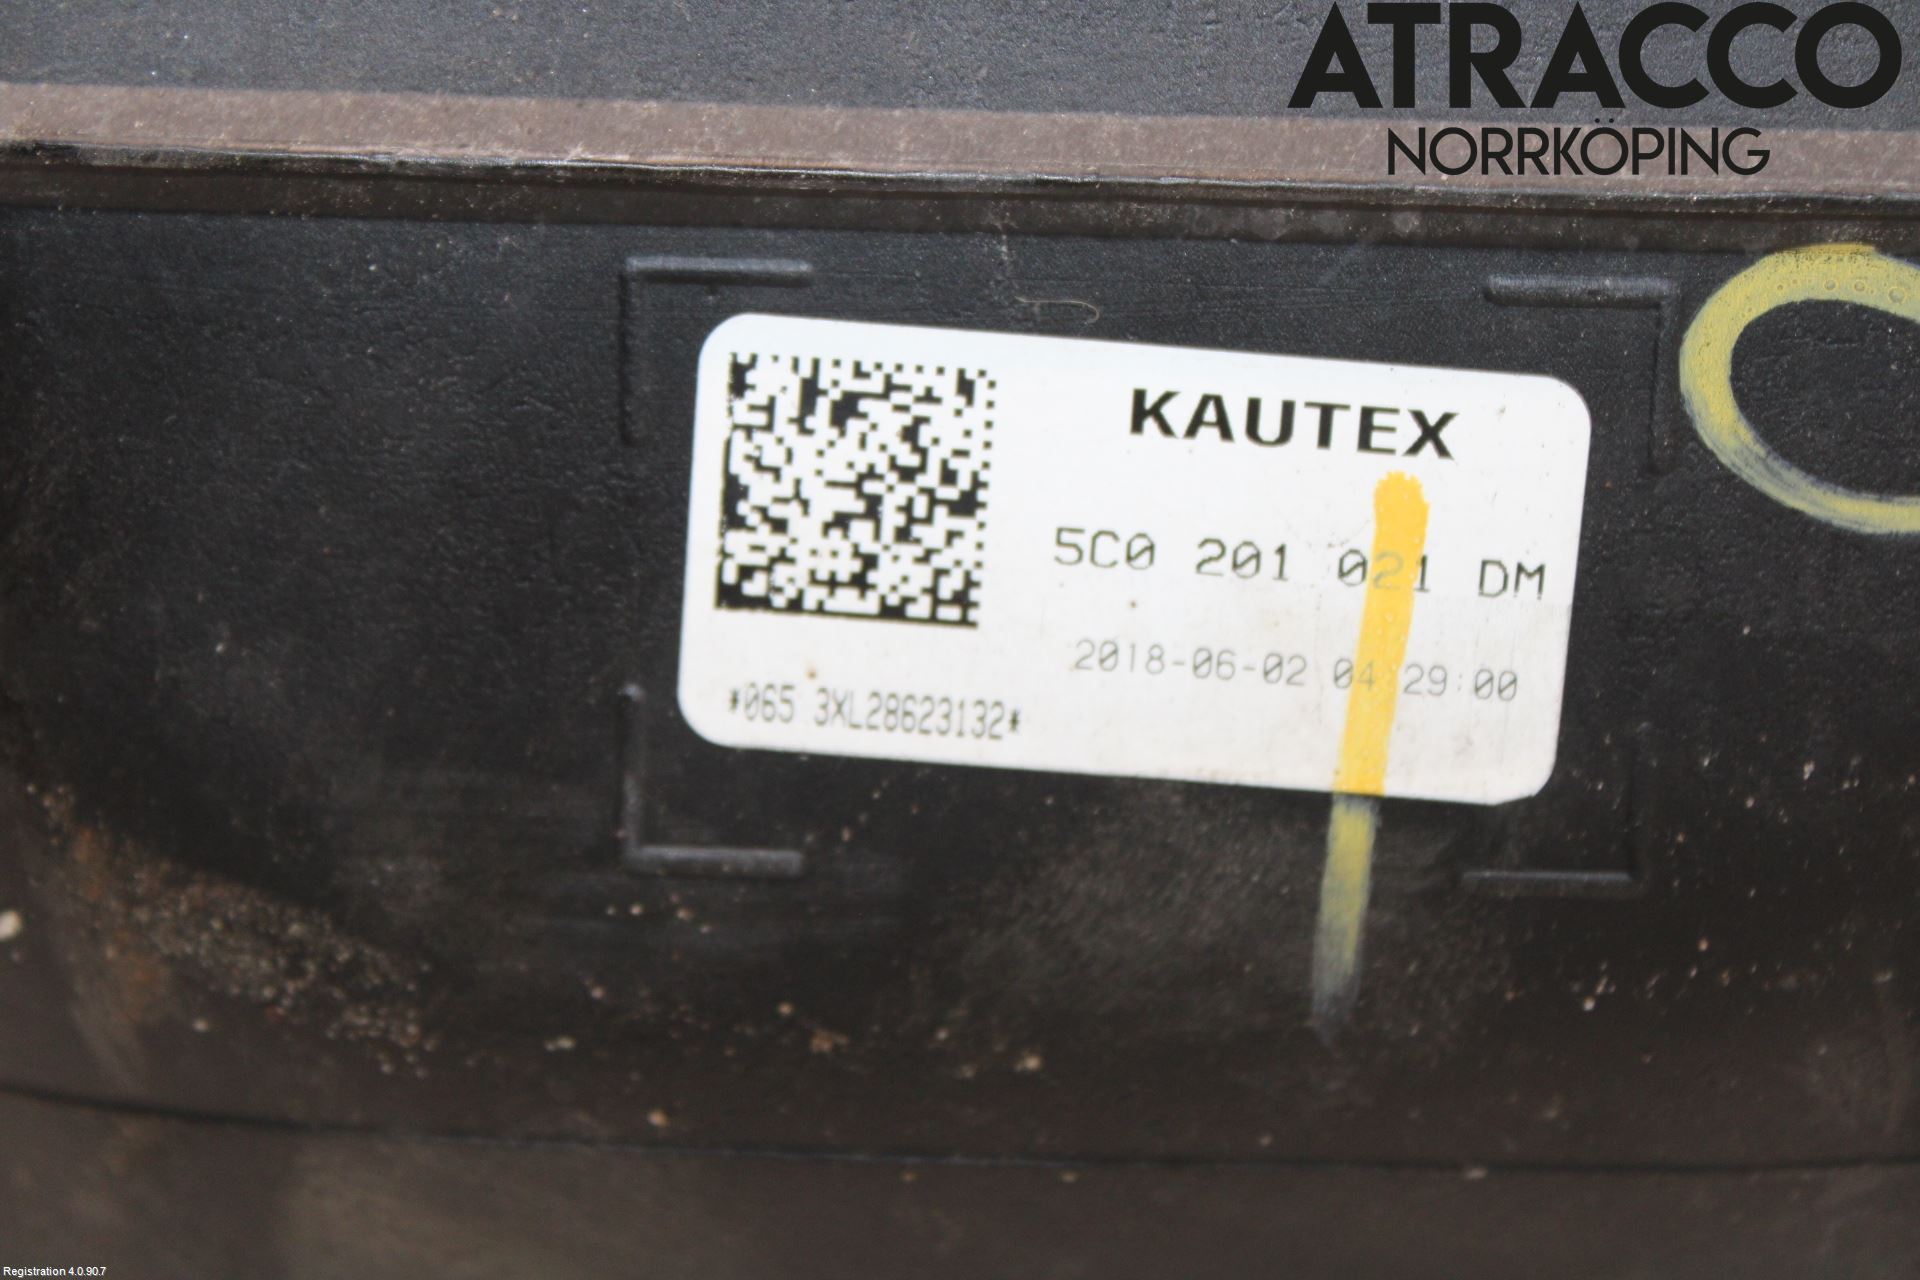 ATRACCO
NORRKÖPING
KAUTEX
5C0 201 021 DM
2018-06-02 04:29:00
*065 3XL28623132*
Registration 4.0.90.7